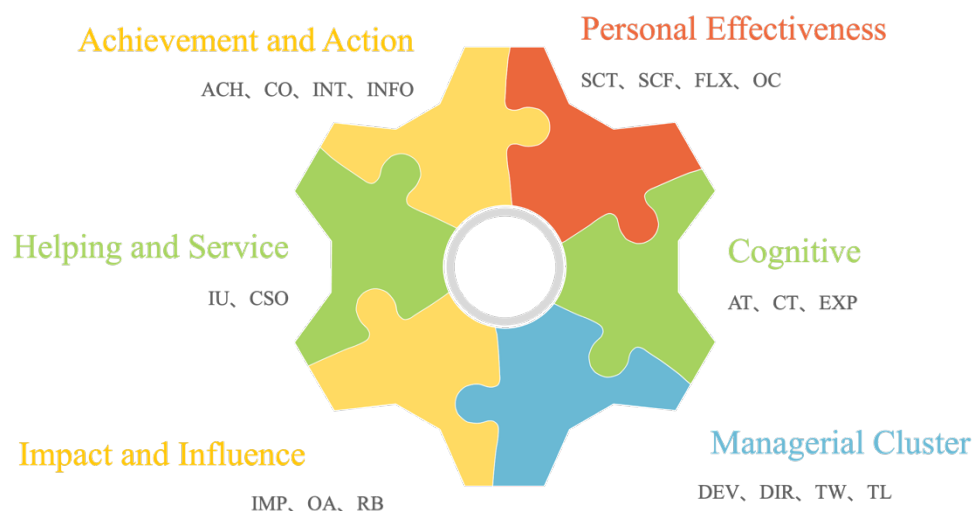 Achievement and Action
ACH、CO、INT、INFO
Personal Effectiveness
SCT、SCF、FLX、OC
Helping and Service
IU、CSO
Cognitive
AT、CT、EXP
Impact and Influence
IMP、OA、RB
Managerial Cluster
DEV、DIR、TW、TL